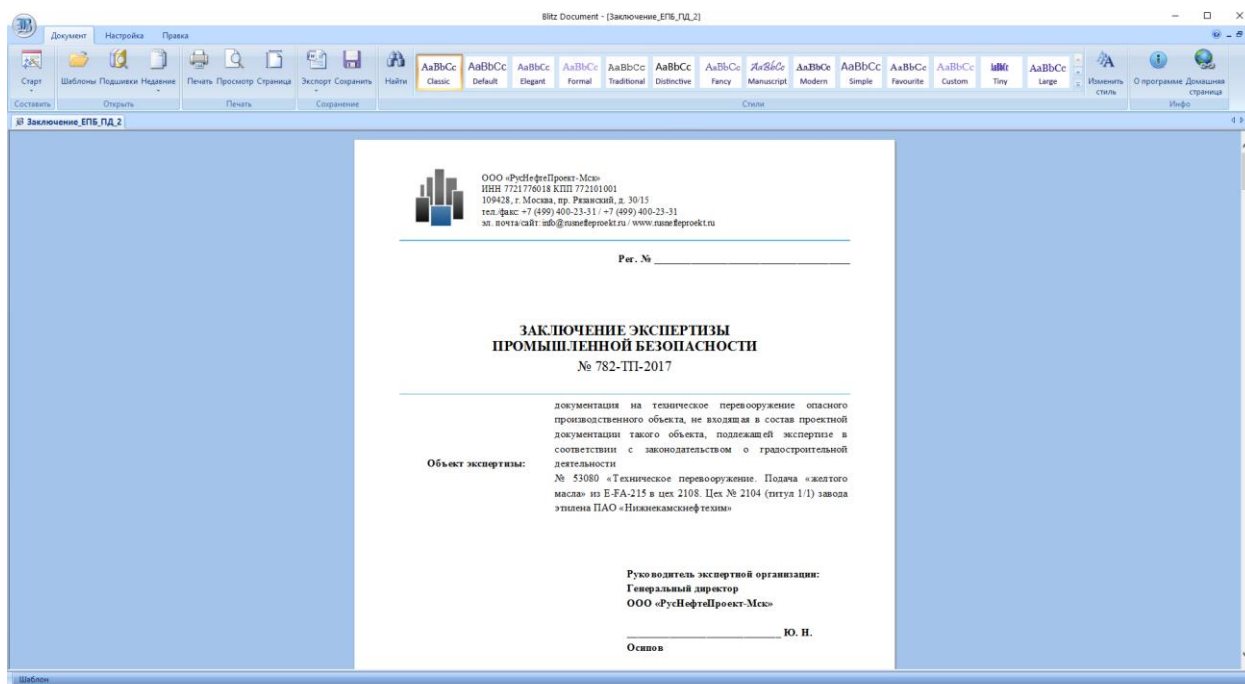 Blitz Document - [Заключение_ЕПБ_ПД_2]
Документ Настройка Правка
Старт Шаблоны Подшивки Недавние Печать Просмотр Страница Экспорт Сохранить Найти
AaBbCc AaBbCc AaBbCc AaBbCc AaBbCc AaBbCc AaBbCc AaBbCc AaBbCc AaBbCc AaBbCc AaBbCc AaBbCc
Classic Default Elegant Formal Traditional Distinctive Fancy Manuscript Modern Simple Favourite Custom Tiny Large
Изменить стиль О программе Домашняя страница
Составить Открыть Печать Сохранение Стили Инфо
Заключение_ЕПБ_ПД_2
ООО «РусНефтеПроект-Мск»
ИНН 7721776018 КПП 772101001
109428, г. Москва, пр. Рязанский, д. 30/15
тел./факс: +7 (499) 400-23-31 / +7 (499) 400-23-31
эл. почта/сайт: info@rusnefteproekt.ru / www.rusnefteproekt.ru
Рег. № ___________________________________
ЗАКЛЮЧЕНИЕ ЭКСПЕРТИЗЫ
ПРОМЫШЛЕННОЙ БЕЗОПАСНОСТИ
№ 782-ТП-2017
Объект экспертизы:
документация на техническое перевооружение опасного
производственного объекта, не входящая в состав проектной
документации такого объекта, подлежащей экспертизе в
соответствии с законодательством о градостроительной
деятельности
№ 53080 «Техническое перевооружение. Подача «желтого
масла» из E-FA-215 в цех 2108. Цех № 2104 (титул 1/1) завода
этилена ПАО «Нижнекамскнефтехим»
Руководитель экспертной организации:
Генеральный директор
ООО «РусНефтеПроект-Мск»
____________________________ Ю. Н.
Осипов
Шаблон